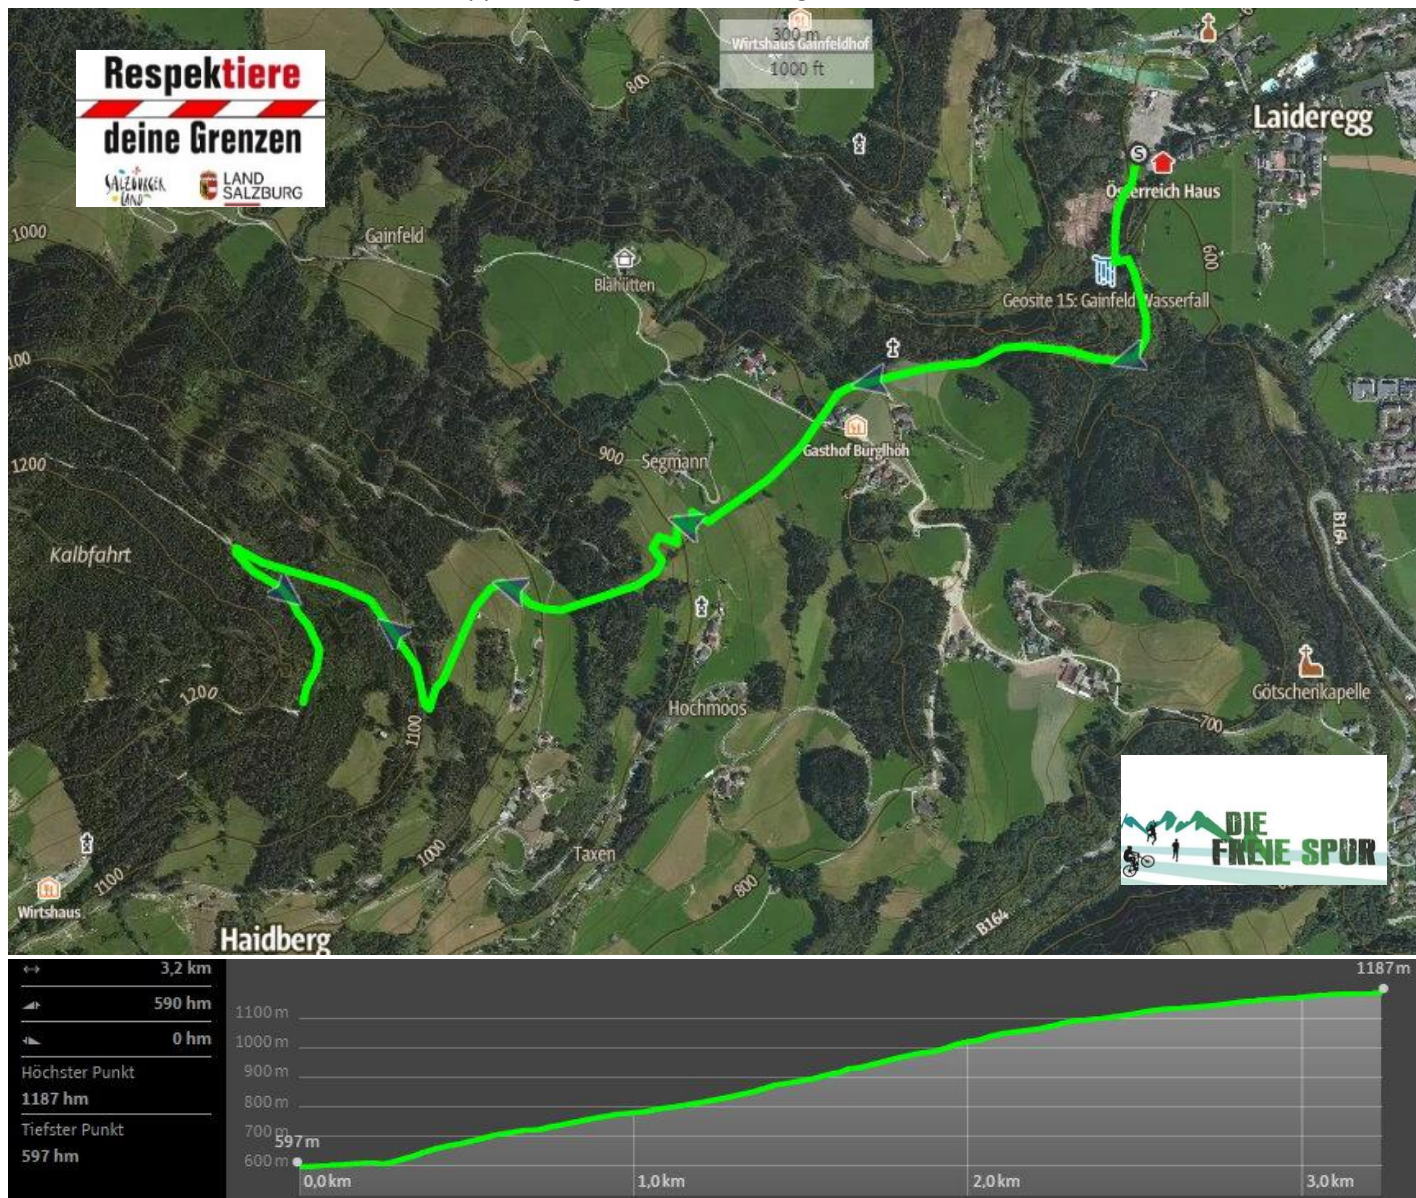 300 m
Wirtshaus Gainfeldhof
1000 ft
Respektiere
deine Grenzen
SALZBURGER
LAND
LAND
SALZBURG
800
Laideregg
S
Österreich Haus
1000
Gainfeld
600
Blahütten
Geosite 15: Gainfeld Wasserfall
100
900
Segmann
Gasthof Bürglhöh
1200
B164
Kalbfahrt
1200
1100
Hochmoos
Götschenkapelle
700
DIE
FREIE SPUR
1000
Taxen
800
1100
Wirtshaus
B164
Haidberg
3,2 km
1187 m
590 hm
1100 m
0 hm
1000 m
Höchster Punkt
900 m
1187 hm
800 m
Tiefster Punkt
700 m
597 m
597 hm
600 m
0,0 km
1,0 km
2,0 km
3,0 km